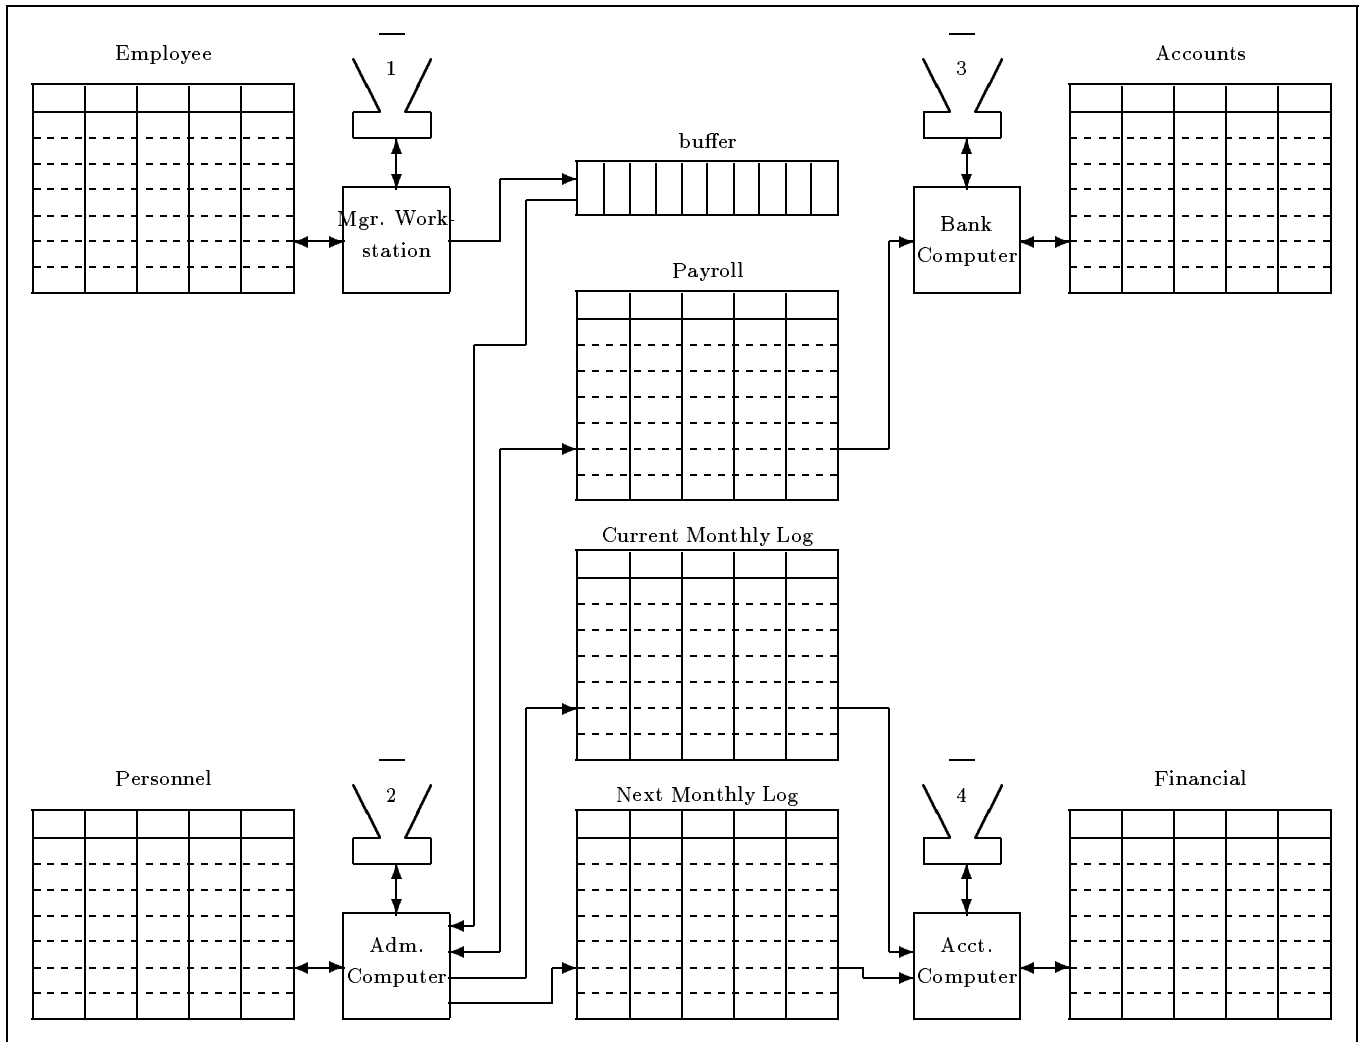 Employee
1
3
Accounts
buffer
Mgr. Work-
station
Bank
Computer
Payroll
Current Monthly Log
Personnel
2
Next Monthly Log
4
Financial
Adm.
Computer
Acct.
Computer